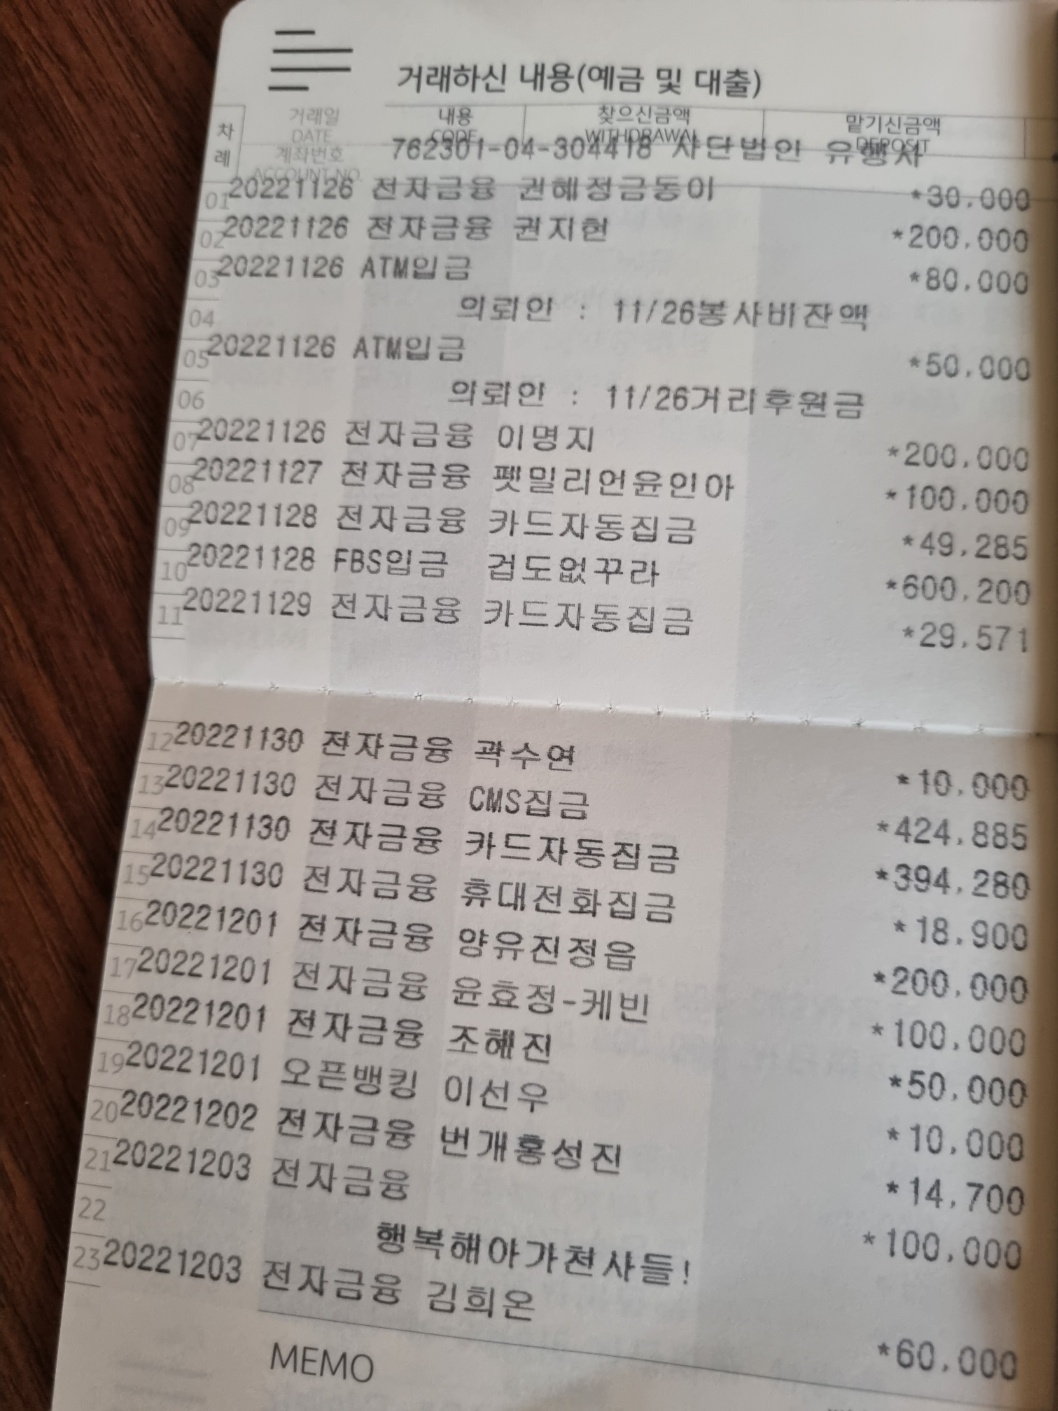 거래하신 내용(예금 및 대출)
차례 거래일 DATE 내용 CODE 찾으신금액 WITHDRAWAL 맡기신금액 DEPOSIT
계좌번호 ACCOUNT NO. 762301-04-304418 사단법인 유행사
01 20221126 전자금융 권혜정금동이 *30,000
02 20221126 전자금융 권지현 *200,000
03 20221126 ATM입금 *80,000
04 의뢰인 : 11/26봉사비잔액
05 20221126 ATM입금 *50,000
06 의뢰인 : 11/26거리후원금
07 20221126 전자금융 이명지 *200,000
08 20221127 전자금융 펫밀리언윤인아 *100,000
09 20221128 전자금융 카드자동집금 *49,285
10 20221128 FBS입금 겁도없꾸라 *600,200
11 20221129 전자금융 카드자동집금 *29,571
12 20221130 전자금융 곽수연 *10,000
13 20221130 전자금융 CMS집금 *424,885
14 20221130 전자금융 카드자동집금 *394,280
15 20221130 전자금융 휴대전화집금 *18,900
16 20221201 전자금융 양유진정읍 *200,000
17 20221201 전자금융 윤효정-케빈 *100,000
18 20221201 전자금융 조혜진 *50,000
19 20221201 오픈뱅킹 이선우 *10,000
20 20221202 전자금융 번개홍성진 *14,700
21 20221203 전자금융 *100,000
22 행복해아가천사들!
23 20221203 전자금융 김희온 *60,000
MEMO